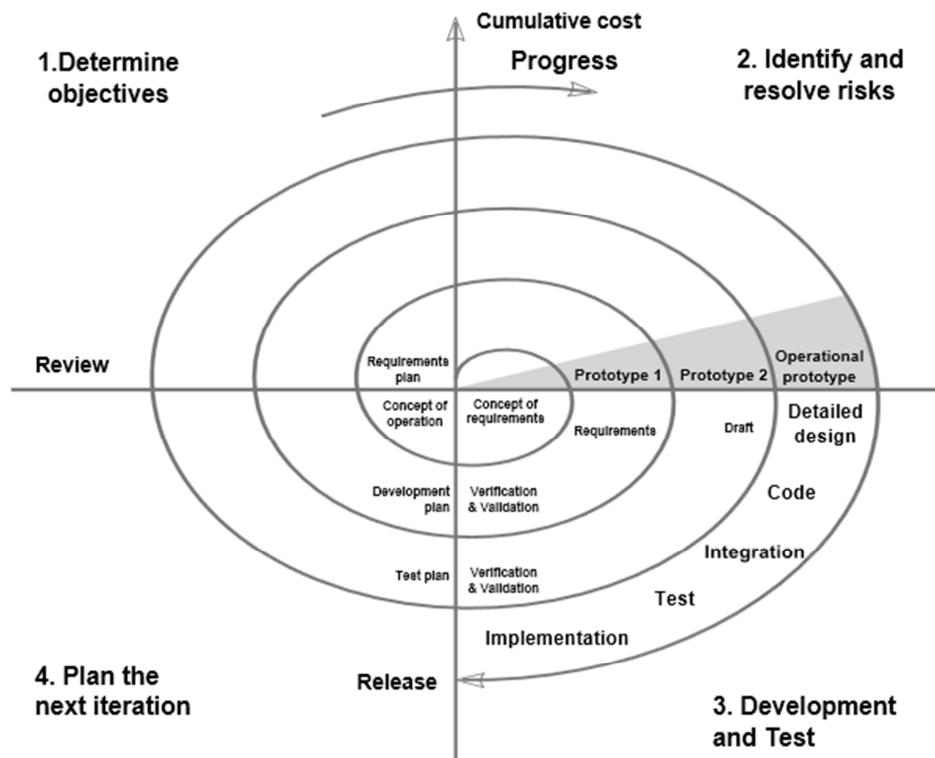 Cumulative cost
1.Determine
objectives
Progress
2. Identify and
resolve risks
Review
Requirements
plan
Prototype 1
Prototype 2
Operational
prototype
Concept of
operation
Concept of
requirements
Requirements
Draft
Detailed
design
Development
plan
Verification
& Validation
Code
Integration
Test plan
Verification
& Validation
Test
Implementation
4. Plan the
next iteration
Release
3. Development
and Test